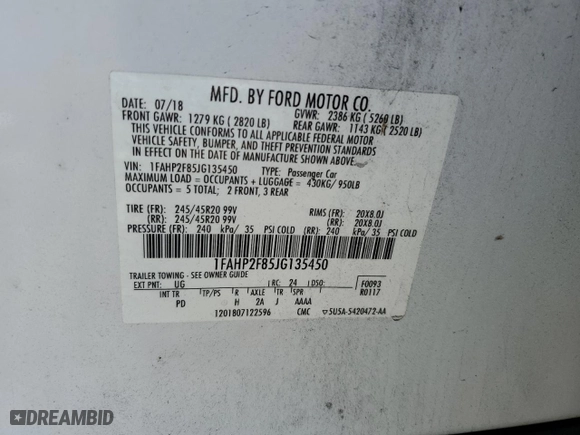 MFD. BY FORD MOTOR CO.
DATE: 07/18 GVWR: 2386 KG ( 5260 LB)
FRONT GAWR: 1279 KG ( 2820 LB) REAR GAWR: 1143 KG ( 2520 LB)
THIS VEHICLE CONFORMS TO ALL APPLICABLE FEDERAL MOTOR
VEHICLE SAFETY, BUMPER, AND THEFT PREVENTION STANDARDS
IN EFFECT ON THE DATE OF MANUFACTURE SHOWN ABOVE.
VIN: 1FAHP2F85JG135450 TYPE: Passenger Car
MAXIMUM LOAD = OCCUPANTS + LUGGAGE = 430KG/ 950LB
OCCUPANTS = 5 TOTAL; 2 FRONT, 3 REAR
TIRE (FR): 245/45R20 99V RIMS (FR): 20X8.0J
(RR): 245/45R20 99V (RR): 20X8.0J
PRESSURE (FR): 240 kPa/ 35 PSI COLD (RR): 240 kPa/ 35 PSI COLD
1FAHP2F85JG135450
TRAILER TOWING - SEE OWNER GUIDE
EXT PNT: UG RC: 24 DSO: F0093
R0117
INT TR TP/PS R AXLE TR SPR
PD H 2A J AAAA
1201807122596 CMC ▽5U5A-5420472-AA
DREAMBID